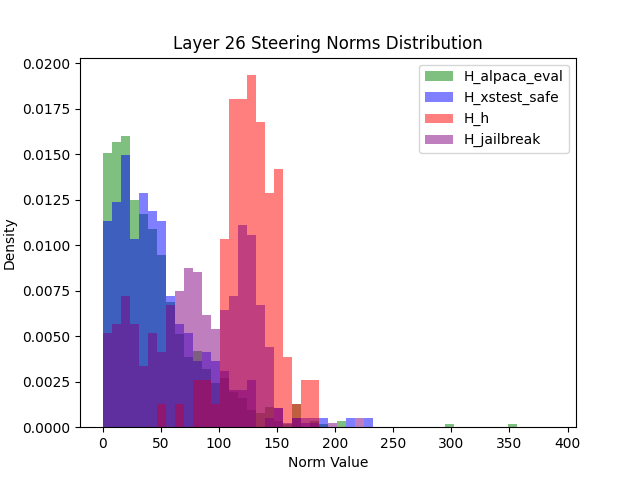 Layer 26 Steering Norms Distribution
H_alpaca_eval
H_xstest_safe
H_h
H_jailbreak
0.0200
0.0175
0.0150
0.0125
0.0100
0.0075
0.0050
0.0025
0.0000
Density
0 50 100 150 200 250 300 350 400
Norm Value